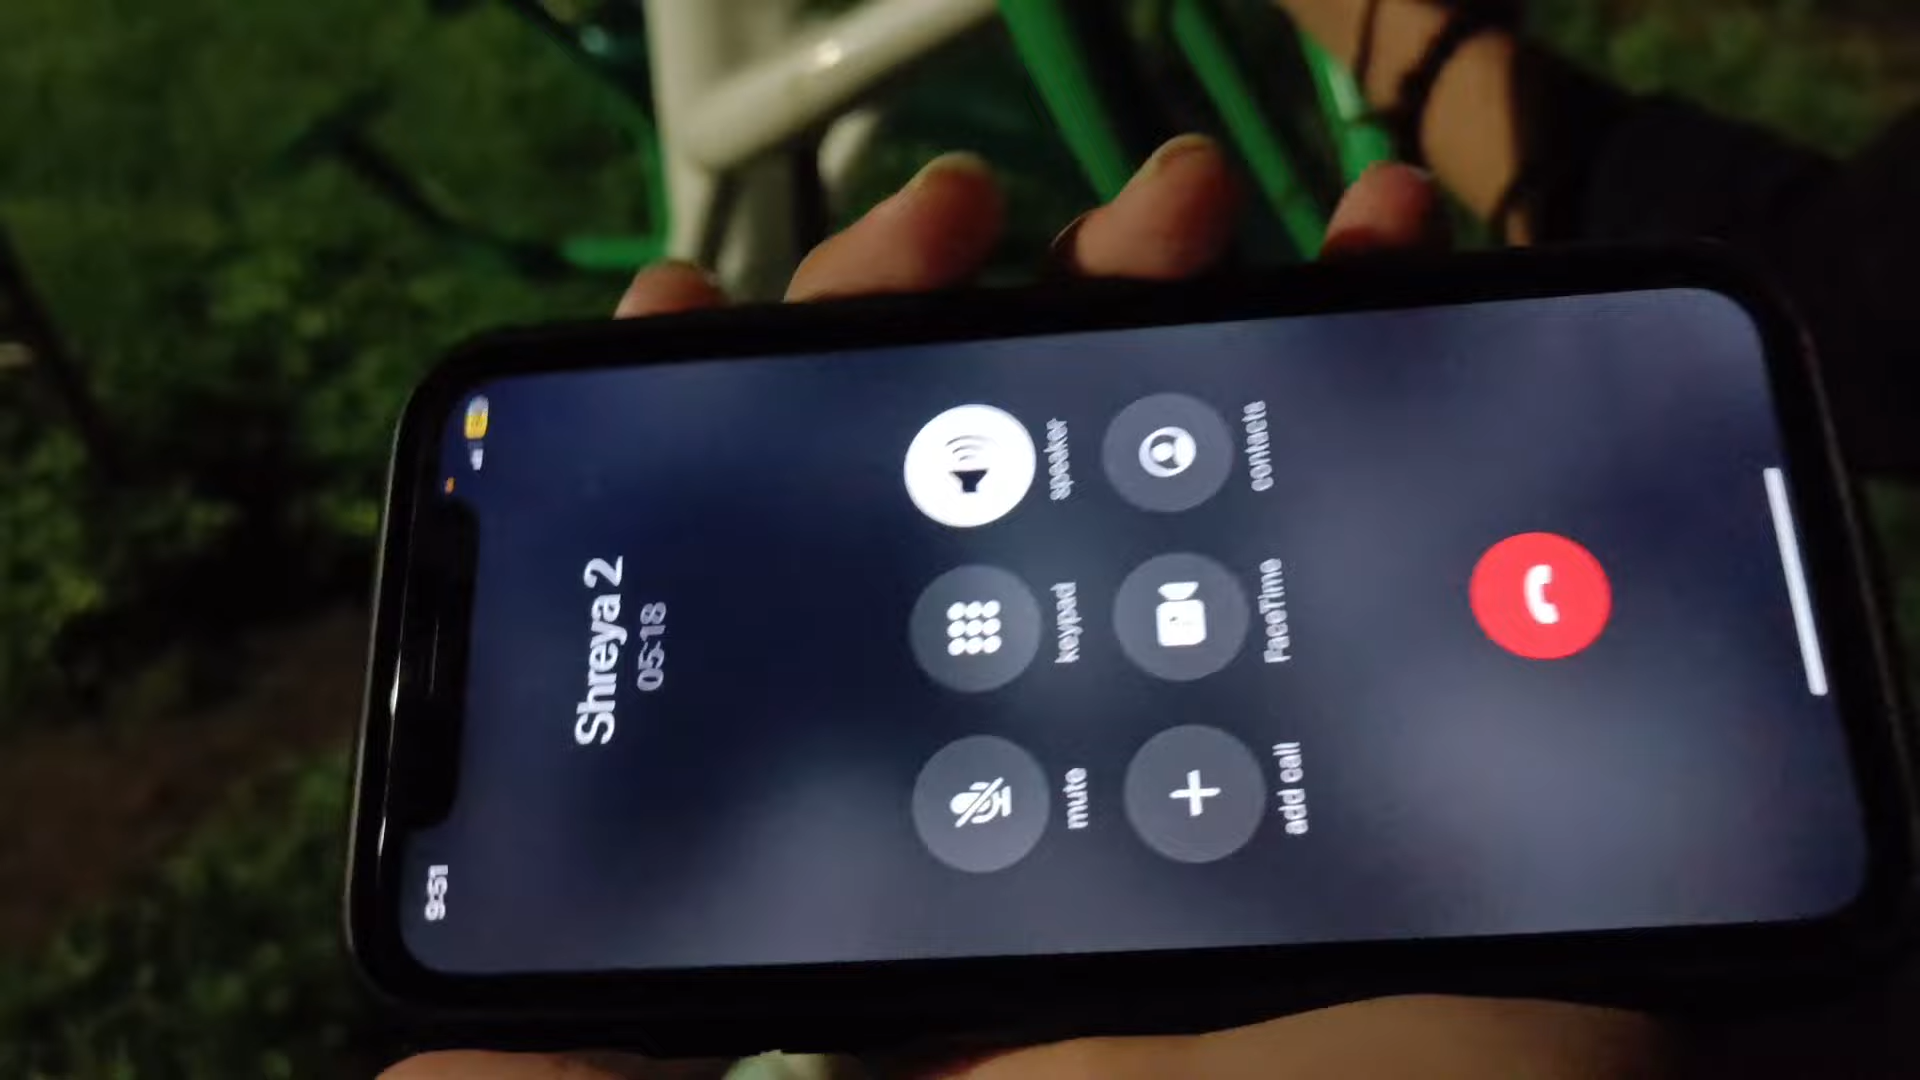 9:51
Shreya 2
05:18
mute
keypad
speaker
add call
FaceTime
contacts